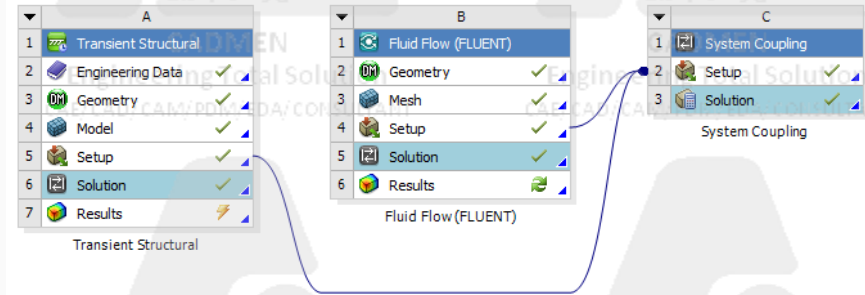 A
1 Transient Structural
2 Engineering Data
3 Geometry
4 Model
5 Setup
6 Solution
7 Results
Transient Structural
B
1 Fluid Flow (FLUENT)
2 Geometry
3 Mesh
4 Setup
5 Solution
6 Results
Fluid Flow (FLUENT)
C
1 System Coupling
2 Setup
3 Solution
System Coupling